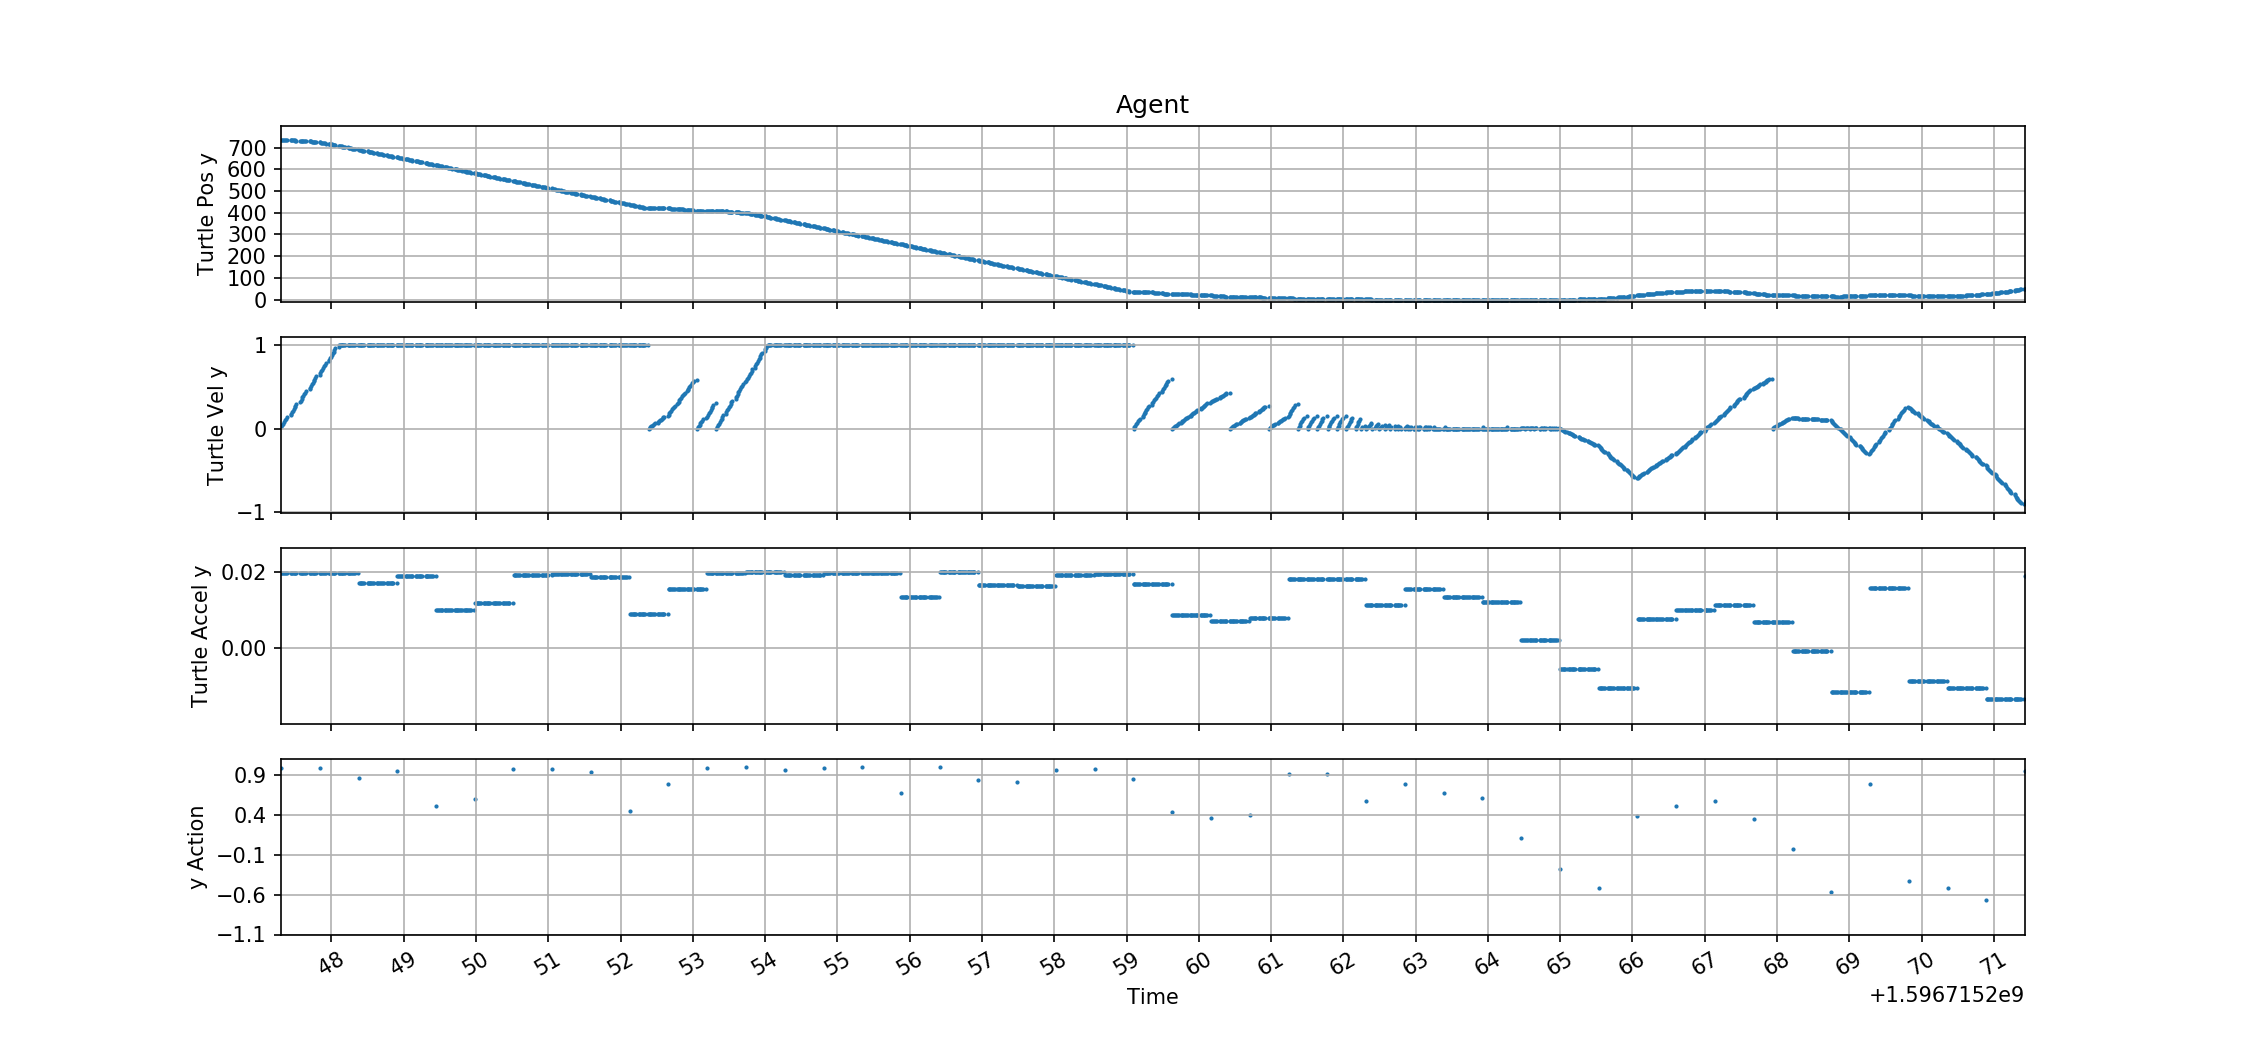 Agent
Turtle Pos y
700
600
500
400
300
200
100
0
Turtle Vel y
1
0
−1
Turtle Accel y
0.02
0.00
y Action
0.9
0.4
−0.1
−0.6
−1.1
48 49 50 51 52 53 54 55 56 57 58 59 60 61 62 63 64 65 66 67 68 69 70 71
Time
+1.5967152e9